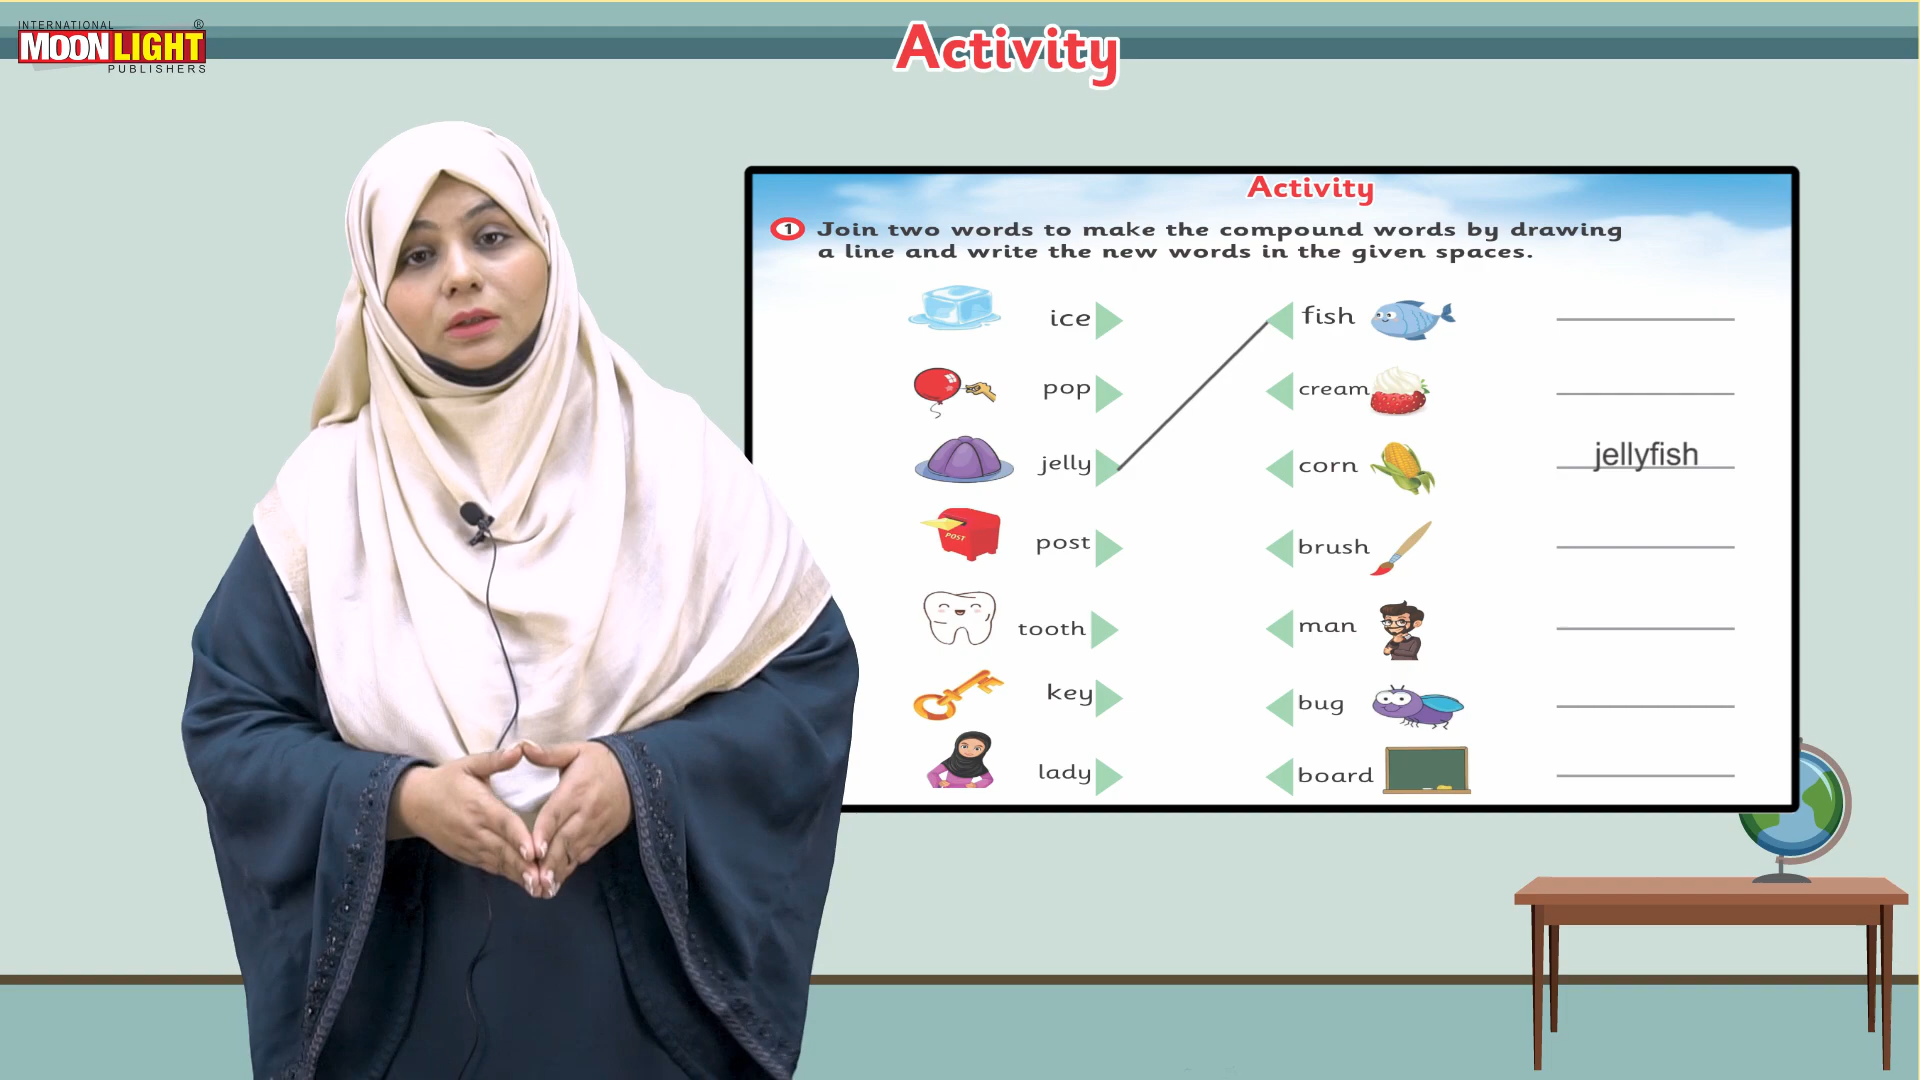 INTERNATIONAL ®
MOONLIGHT
PUBLISHERS
Activity
Activity
1 Join two words to make the compound words by drawing
a line and write the new words in the given spaces.
ice fish
pop cream
jelly corn jellyfish
POST
post brush
tooth man
key bug
lady board